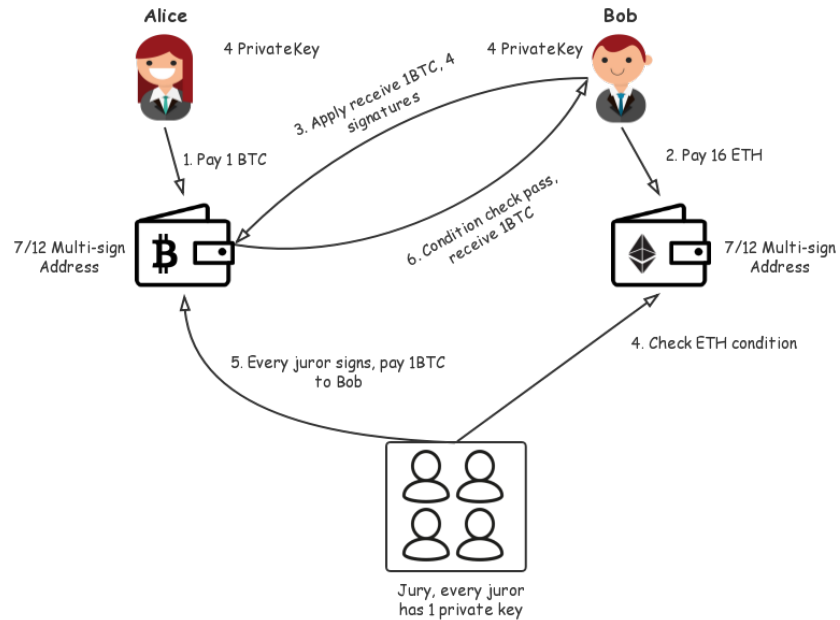 Alice
Bob
4 PrivateKey
4 PrivateKey
3. Apply receive 1BTC, 4
signatures
1. Pay 1 BTC
2. Pay 16 ETH
6. Condition check pass,
receive 1BTC
7/12 Multi-sign
Address
7/12 Multi-sign
Address
5. Every juror signs, pay 1BTC
to Bob
4. Check ETH condition
Jury, every juror
has 1 private key